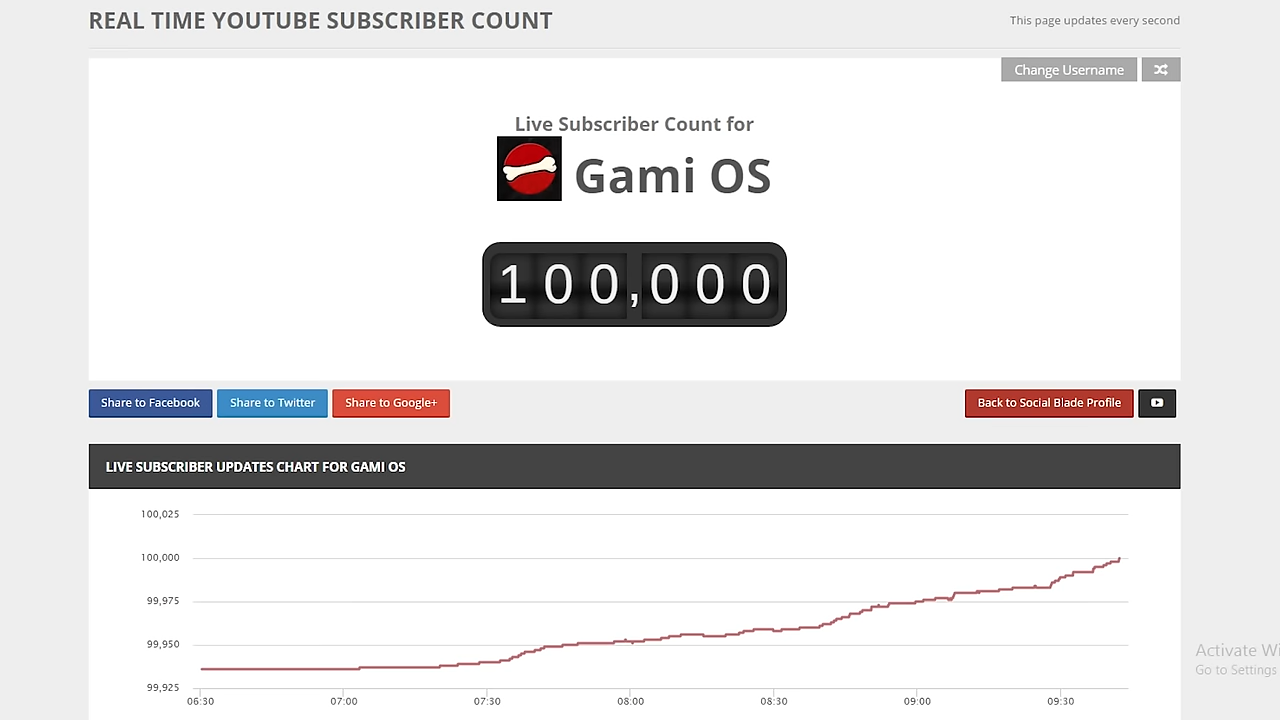 REAL TIME YOUTUBE SUBSCRIBER COUNT
This page updates every second
Change Username
Live Subscriber Count for
Gami OS
100,000
Share to Facebook
Share to Twitter
Share to Google+
Back to Social Blade Profile
LIVE SUBSCRIBER UPDATES CHART FOR GAMI OS
100,025
100,000
99,975
99,950
99,925
06:30
07:00
07:30
08:00
08:30
09:00
09:30
Activate Wi
Go to Settings